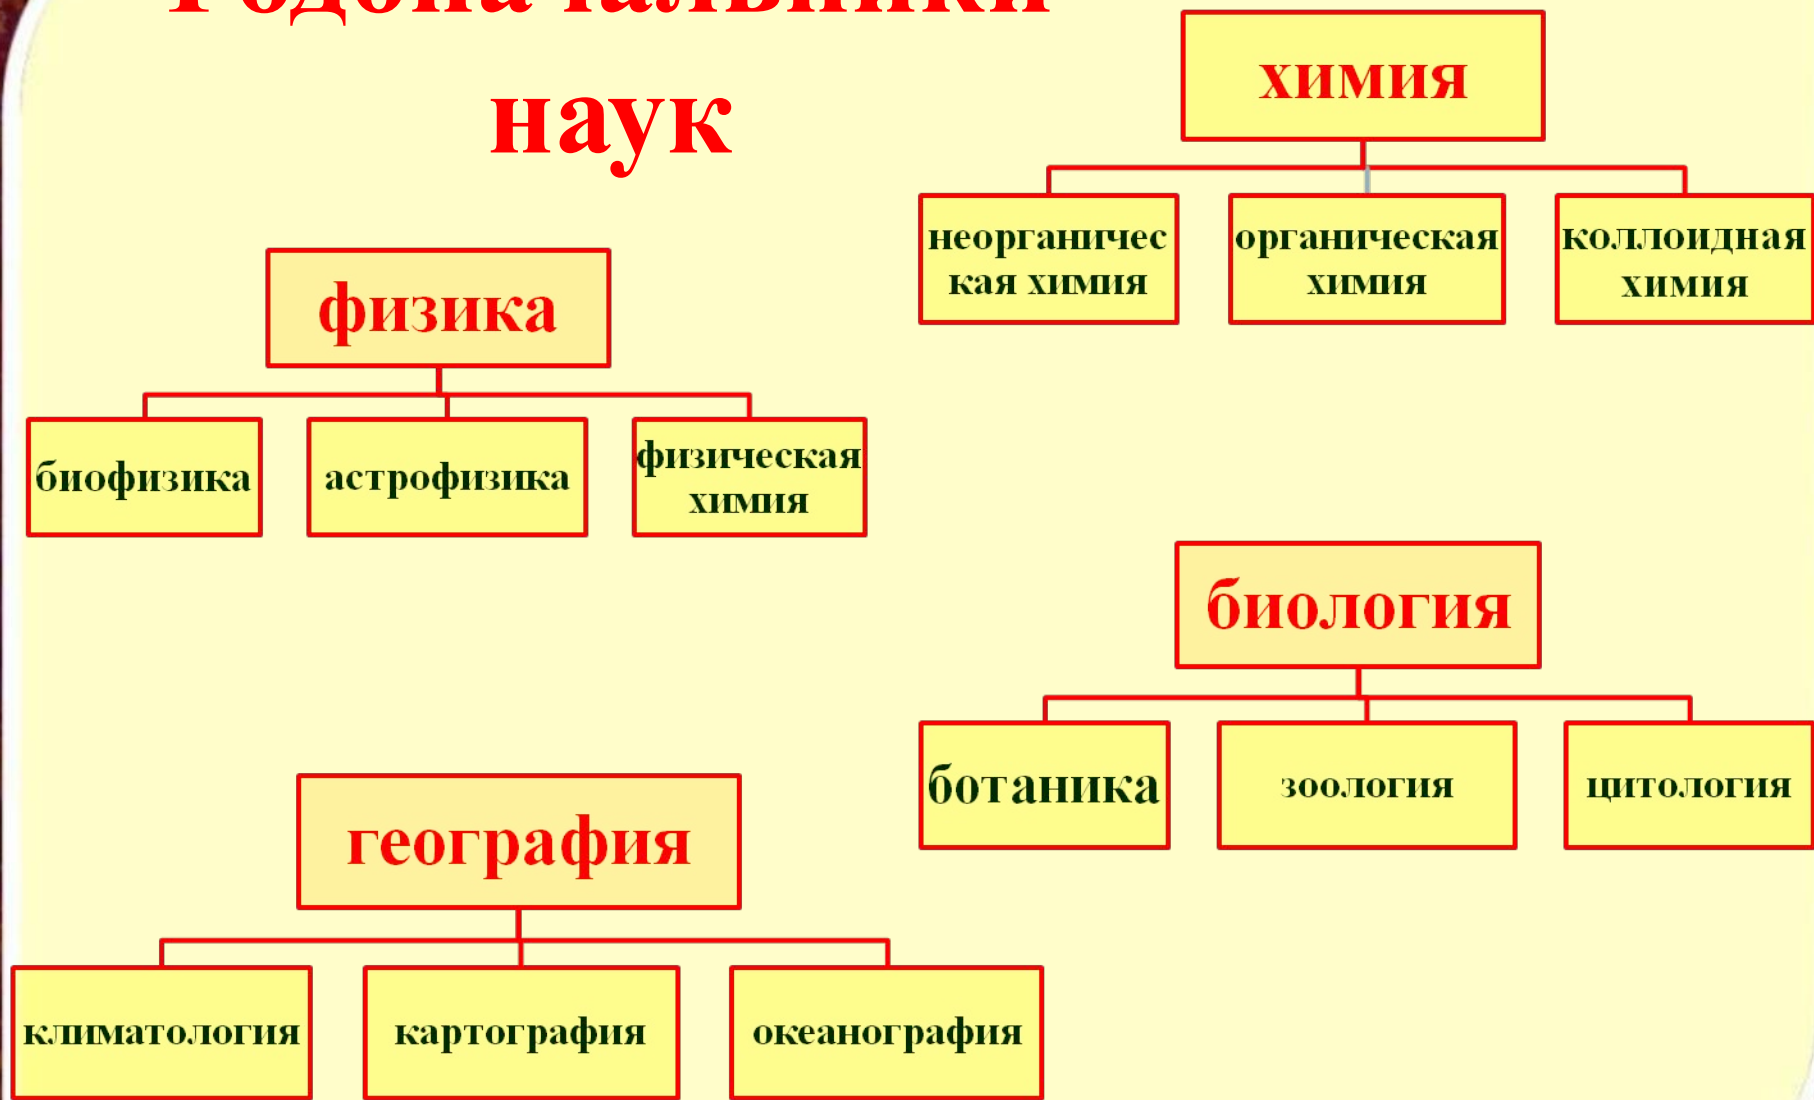 Родоначальники
наук
химия
неорганичес
кая химия
органическая
химия
коллоидная
химия
физика
биофизика
астрофизика
физическая
химия
биология
ботаника
зоология
цитология
география
климатология
картография
океанография